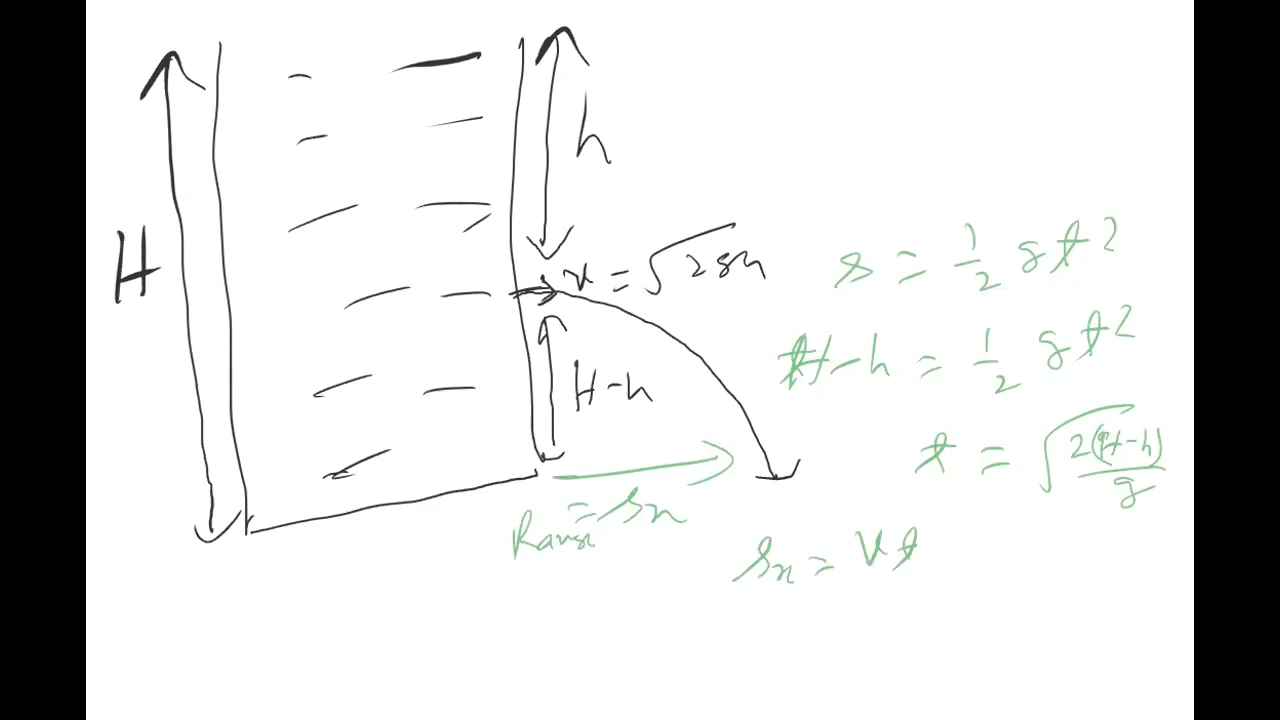 h
H
v = √2gh
s = 1/2 gt²
H-h = 1/2 gt²
H-h
t = √2(H-h)/g
Range = sx
sx = vt